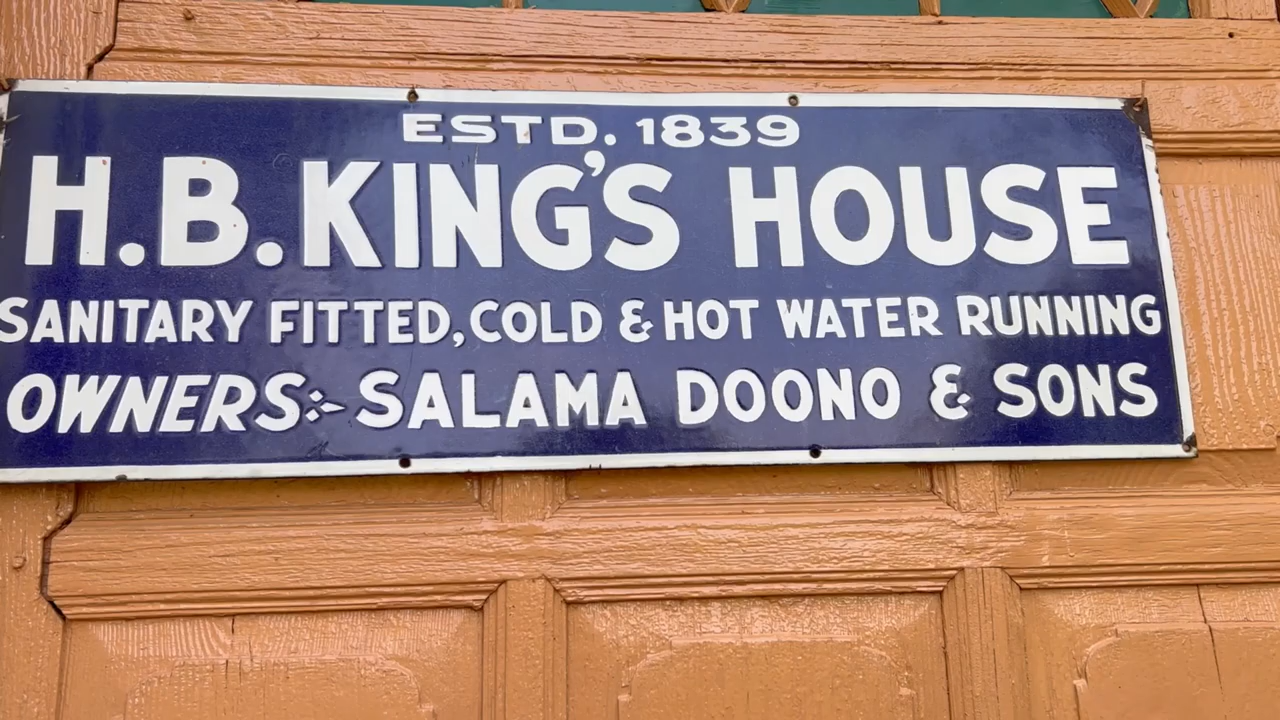 ESTD. 1839
H.B.KING'S HOUSE
SANITARY FITTED, COLD & HOT WATER RUNNING
OWNERS:- SALAMA DOONO & SONS